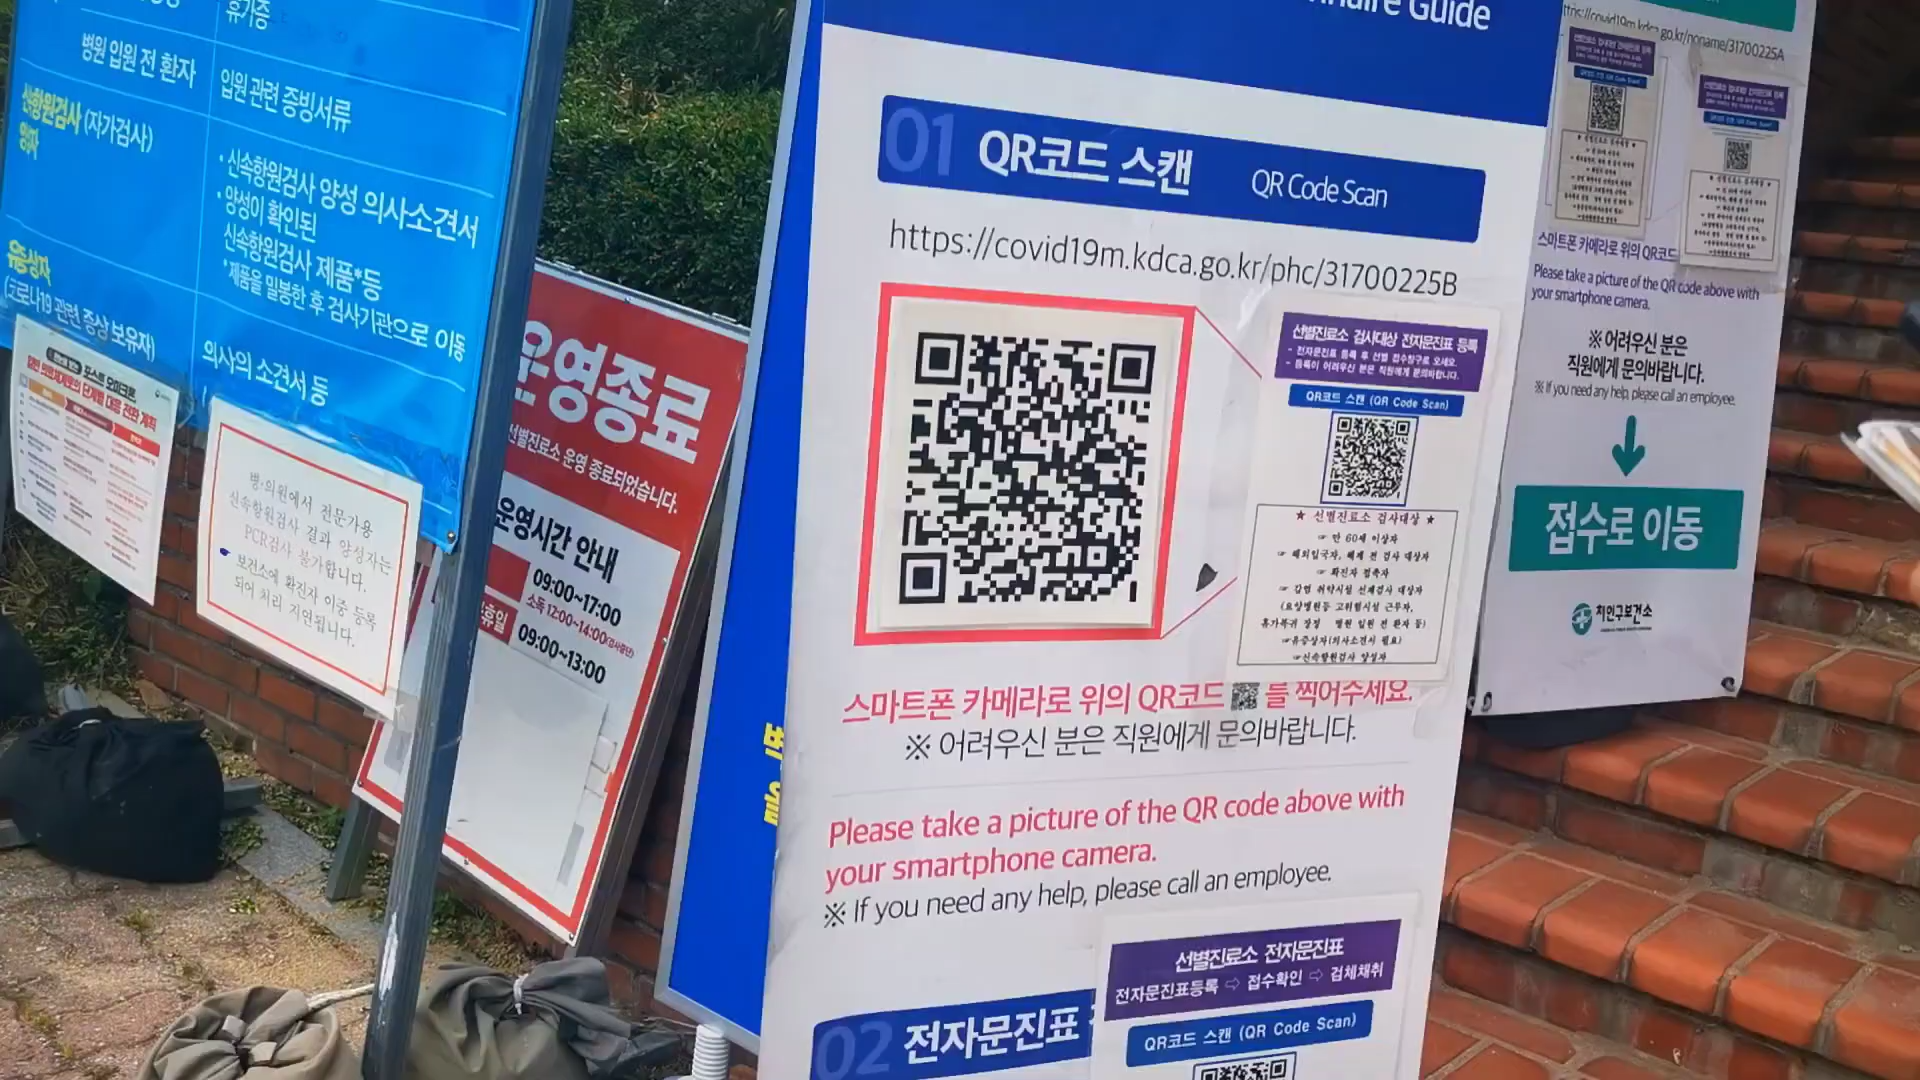 휴가증
병원 입원 전 환자
입원 관련 증빙서류
신속항원검사 (자가검사)
양성자
· 신속항원검사 양성 의사소견서
· 양성이 확인된
신속항원검사 제품*등
*제품을 밀봉한 후 검사기관으로 이동
유증상자
(코로나19 관련 증상 보유자)
의사의 소견서 등
포스트 오미크론
병·의원에서 전문가용
신속항원검사 결과 양성자는
PCR검사 불가합니다.
보건소에 확진자 이중 등록
되어 처리 지연됩니다.
운영종료
선별진료소 운영 종료되었습니다.
운영시간 안내
09:00~17:00
소독 12:00~14:00(검사중단)
휴일
09:00~13:00
Guide
01 QR코드 스캔 QR Code Scan
https://covid19m.kdca.go.kr/phc/31700225B
선별진료소 검사대상 전자문진표 등록
- 전자문진표 등록 후 선별 접수창구로 오세요.
- 등록이 어려우신 분은 직원에게 문의바랍니다.
QR코드 스캔 (QR Code Scan)
★ 선별진료소 검사대상 ★
☞ 만 60세 이상자
☞ 해외입국자, 해제 전 검사 대상자
☞ 확진자 접촉자
☞ 감염 취약시설 선제검사 대상자
(요양병원등 고위험시설 근무자,
휴가복귀 장정 병원 입원 전 환자 등)
☞유증상자(의사소견서 필요)
☞신속항원검사 양성자
스마트폰 카메라로 위의 QR코드 를 찍어주세요.
※ 어려우신 분은 직원에게 문의바랍니다.
Please take a picture of the QR code above with
your smartphone camera.
※ If you need any help, please call an employee.
선별진료소 전자문진표
전자문진표등록 ⇨ 접수확인 ⇨ 검체채취
QR코드 스캔 (QR Code Scan)
02 전자문진표
https://covid19m.kdca.go.kr/noname/31700225A
스마트폰 카메라로 위의 QR코드
Please take a picture of the QR code above with
your smartphone camera.
※ 어려우신 분은
직원에게 문의바랍니다.
※ If you need any help, please call an employee.
접수로 이동
처인구보건소